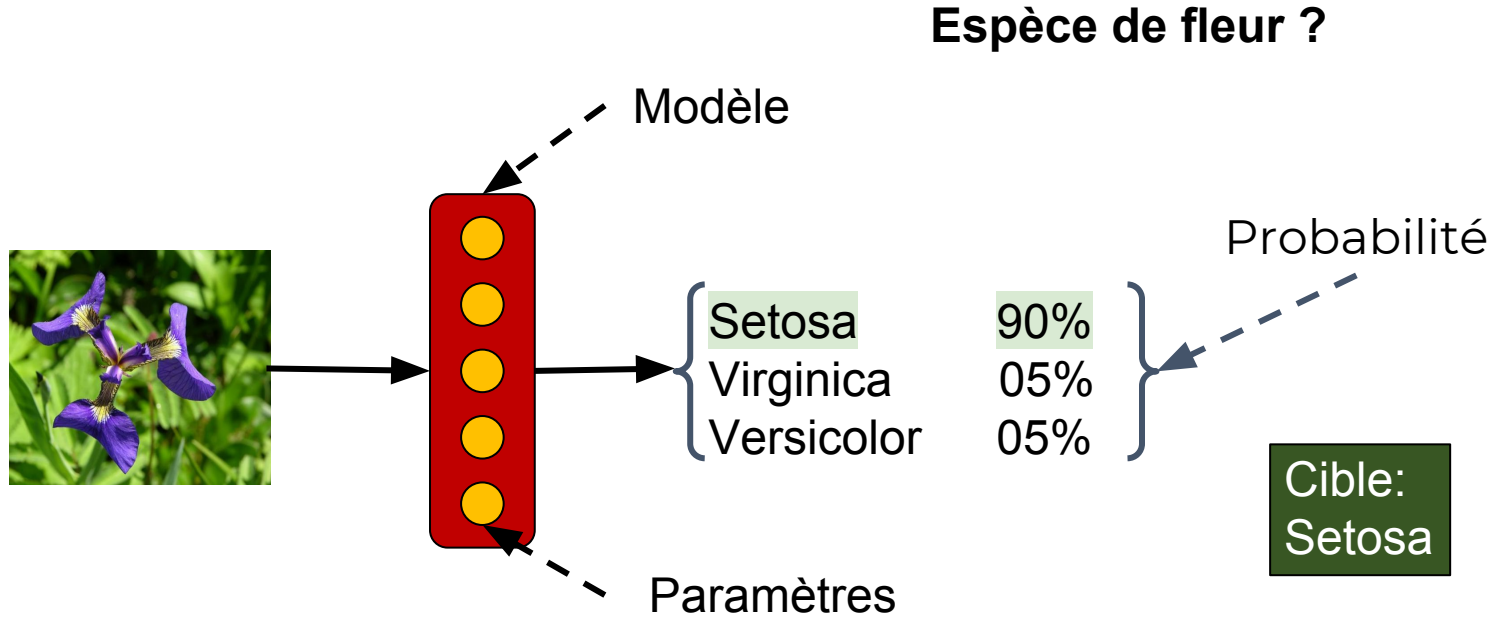 Espèce de fleur ?
Modèle
Probabilité
Setosa 90%
Virginica 05%
Versicolor 05%
Cible:
Setosa
Paramètres